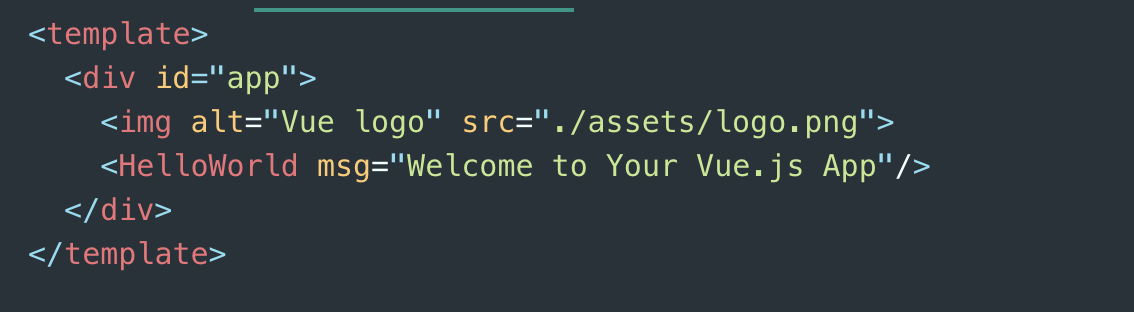 <template>
  <div id="app">
    <img alt="Vue logo" src="./assets/logo.png">
    <HelloWorld msg="Welcome to Your Vue.js App"/>
  </div>
</template>